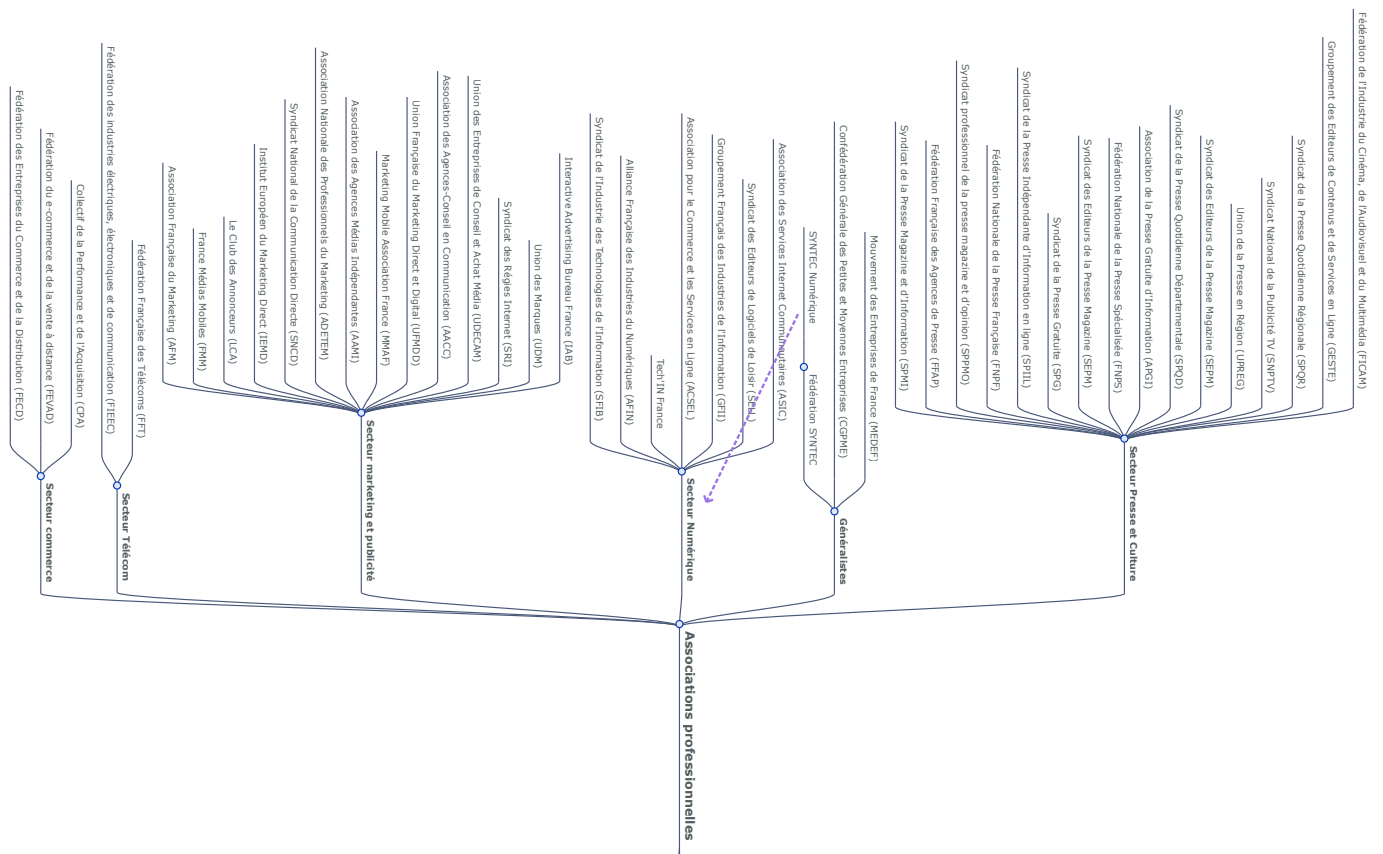 Fédération de l'Industrie du Cinéma, de l'Audiovisuel et du Multimédia (FICAM)
Groupement des Editeurs de Contenus et de Services en Ligne (GESTE)
Syndicat de la Presse Quotidienne Régionale (SPQR)
Syndicat National de la Publicité TV (SNPTV)
Union de la Presse en Région (UPREG)
Syndicat des Editeurs de la Presse Magazine (SEPM)
Syndicat de la Presse Quotidienne Départementale (SPQD)
Association de la Presse Gratuite d'Information (APGI)
Fédération Nationale de la Presse Spécialisée (FNPS)
Syndicat des Editeurs de la Presse Magazine (SEPM)
Syndicat de la Presse Gratuite (SPG)
Syndicat de la Presse Indépendante d'Information en ligne (SPIIL)
Fédération Nationale de la Presse Française (FNPF)
Syndicat professionnel de la presse magazine et d'opinion (SPPMO)
Fédération Française des Agences de Presse (FFAP)
Syndicat de la Presse Magazine et d'Information (SPMI)
Secteur Presse et Culture
Mouvement des Entreprises de France (MEDEF)
Confédération Générale des Petites et Moyennes Entreprises (CGPME)
SYNTEC Numérique
Fédération SYNTEC
Généralistes
Association des Services Internet Communautaires (ASIC)
Syndicat des Editeurs de Logiciels de Loisir (SELL)
Groupement Français des Industries de l'Information (GFII)
Association pour le Commerce et les Services en Ligne (ACSEL)
Tech'IN France
Alliance Française des Industries du Numériques (AFIN)
Syndicat de l'Industrie des Technologies de l'Information (SFIB)
Secteur Numérique
Interactive Advertising Bureau France (IAB)
Union des Marques (UDM)
Syndicat des Régies Internet (SRI)
Union des Entreprises de Conseil et Achat Média (UDECAM)
Association des Agences-Conseil en Communication (AACC)
Union Française du Marketing Direct et Digital (UFMDD)
Marketing Mobile Association France (MMAF)
Association des Agences Médias Indépendantes (AAMI)
Association Nationale des Professionnels du Marketing (ADETEM)
Syndicat National de la Communication Directe (SNCD)
Institut Européen du Marketing Direct (IEMD)
Le Club des Annonceurs (LCA)
France Médias Mobiles (FMM)
Association Française du Marketing (AFM)
Secteur marketing et publicité
Fédération Française des Télécoms (FFT)
Fédération des industries électriques, électroniques et de communication (FIEEC)
Secteur Télécom
Collectif de la Performance et de l'Acquisition (CPA)
Fédération du e-commerce et de la vente à distance (FEVAD)
Fédération des Entreprises du Commerce et de la Distribution (FECD)
Secteur commerce
Associations professionnelles